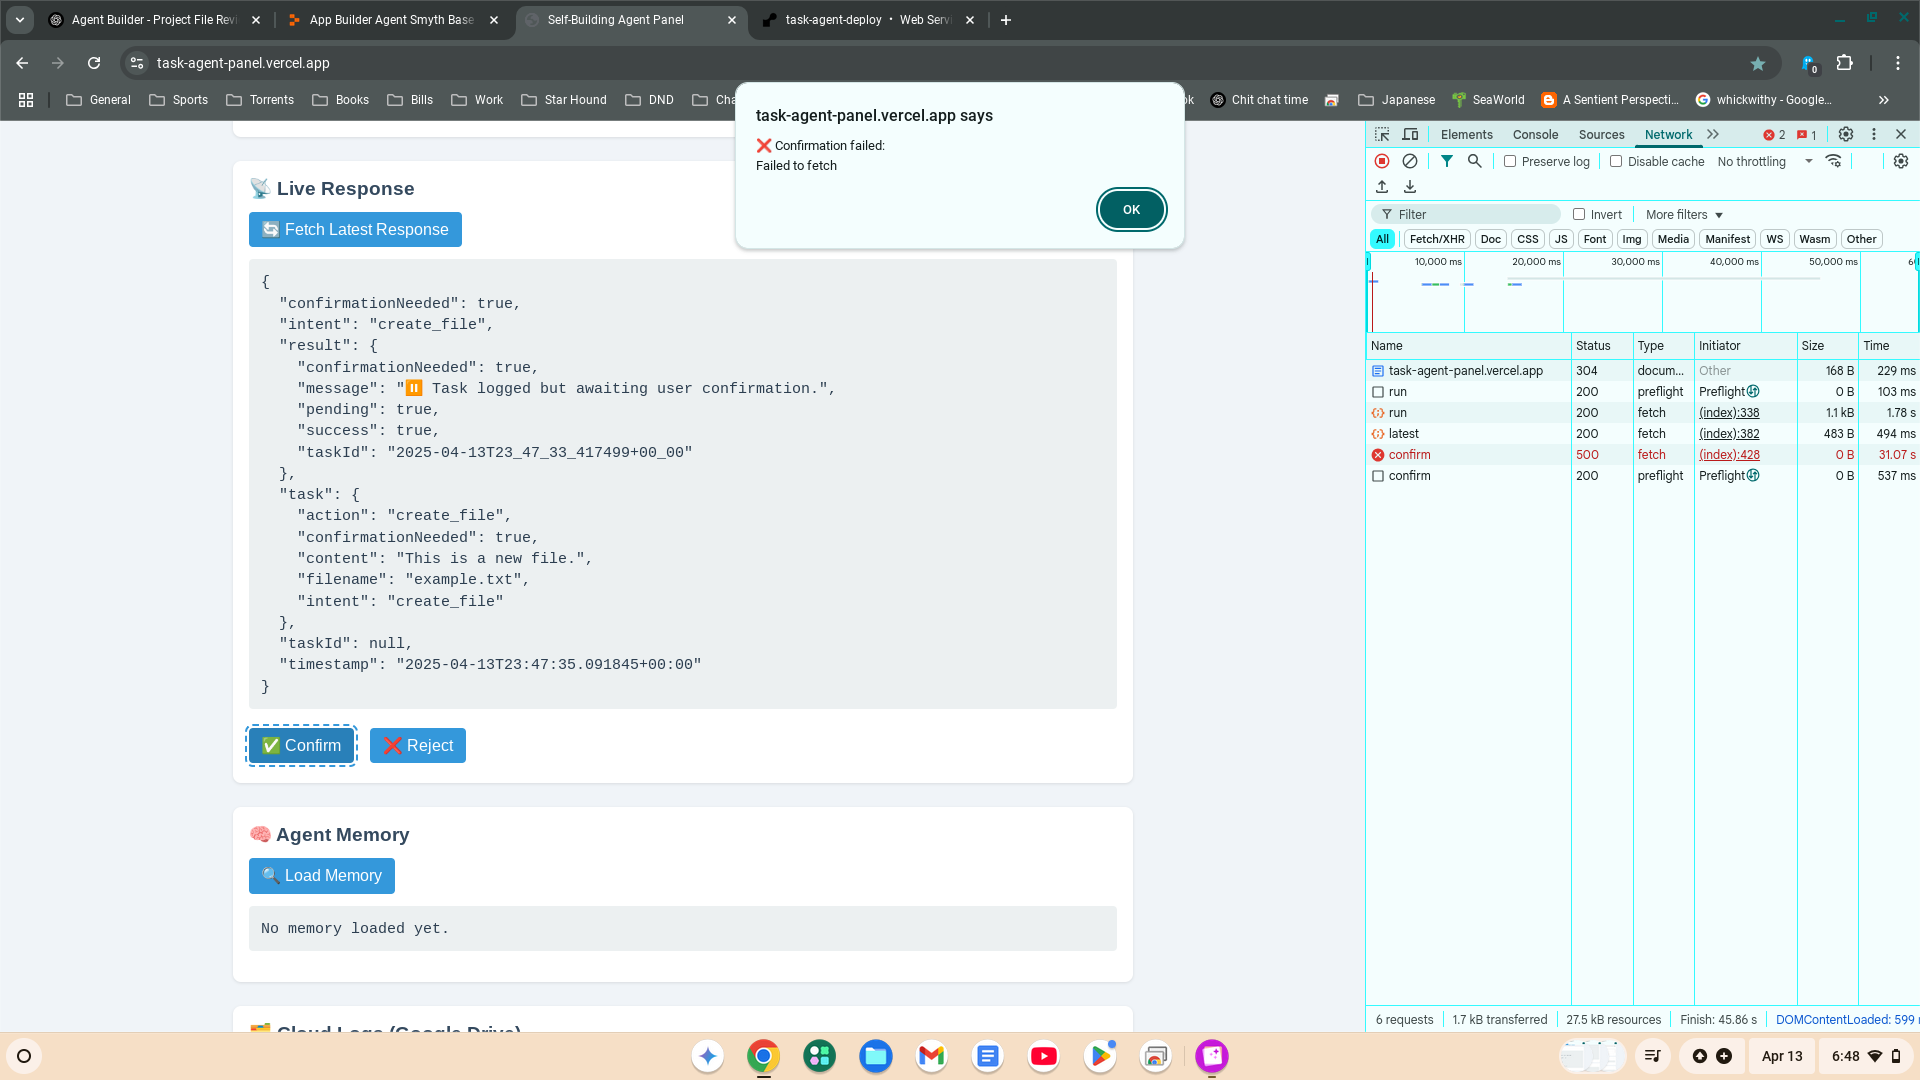 Agent Builder - Project File Revi
App Builder Agent Smyth Base
Self-Building Agent Panel
task-agent-deploy • Web Servi
task-agent-panel.vercel.app
0
General
Sports
Torrents
Books
Bills
Work
Star Hound
DND
Cha
ok
Chit chat time
Japanese
SeaWorld
A Sentient Perspecti...
whickwithy - Google...
task-agent-panel.vercel.app says
❌ Confirmation failed:
Failed to fetch
OK
📡 Live Response
🔄 Fetch Latest Response
{
"confirmationNeeded": true,
"intent": "create_file",
"result": {
"confirmationNeeded": true,
"message": "⏸️ Task logged but awaiting user confirmation.",
"pending": true,
"success": true,
"taskId": "2025-04-13T23_47_33_417499+00_00"
},
"task": {
"action": "create_file",
"confirmationNeeded": true,
"content": "This is a new file.",
"filename": "example.txt",
"intent": "create_file"
},
"taskId": null,
"timestamp": "2025-04-13T23:47:35.091845+00:00"
}
✅ Confirm
❌ Reject
🧠 Agent Memory
🔍 Load Memory
No memory loaded yet.
🗂️ Cloud Logs (Google Drive)
Elements
Console
Sources
Network
2
1
Preserve log
Disable cache
No throttling
Filter
Invert
More filters
All
Fetch/XHR
Doc
CSS
JS
Font
Img
Media
Manifest
WS
Wasm
Other
10,000 ms
20,000 ms
30,000 ms
40,000 ms
50,000 ms
Name Status Type Initiator Size Time
task-agent-panel.vercel.app 304 docum... Other 168 B 229 ms
run 200 preflight Preflight 0 B 103 ms
run 200 fetch (index):338 1.1 kB 1.78 s
latest 200 fetch (index):382 483 B 494 ms
confirm 500 fetch (index):428 0 B 31.07 s
confirm 200 preflight Preflight 0 B 537 ms
6 requests
1.7 kB transferred
27.5 kB resources
Finish: 45.86 s
DOMContentLoaded: 599
Apr 13
6:48